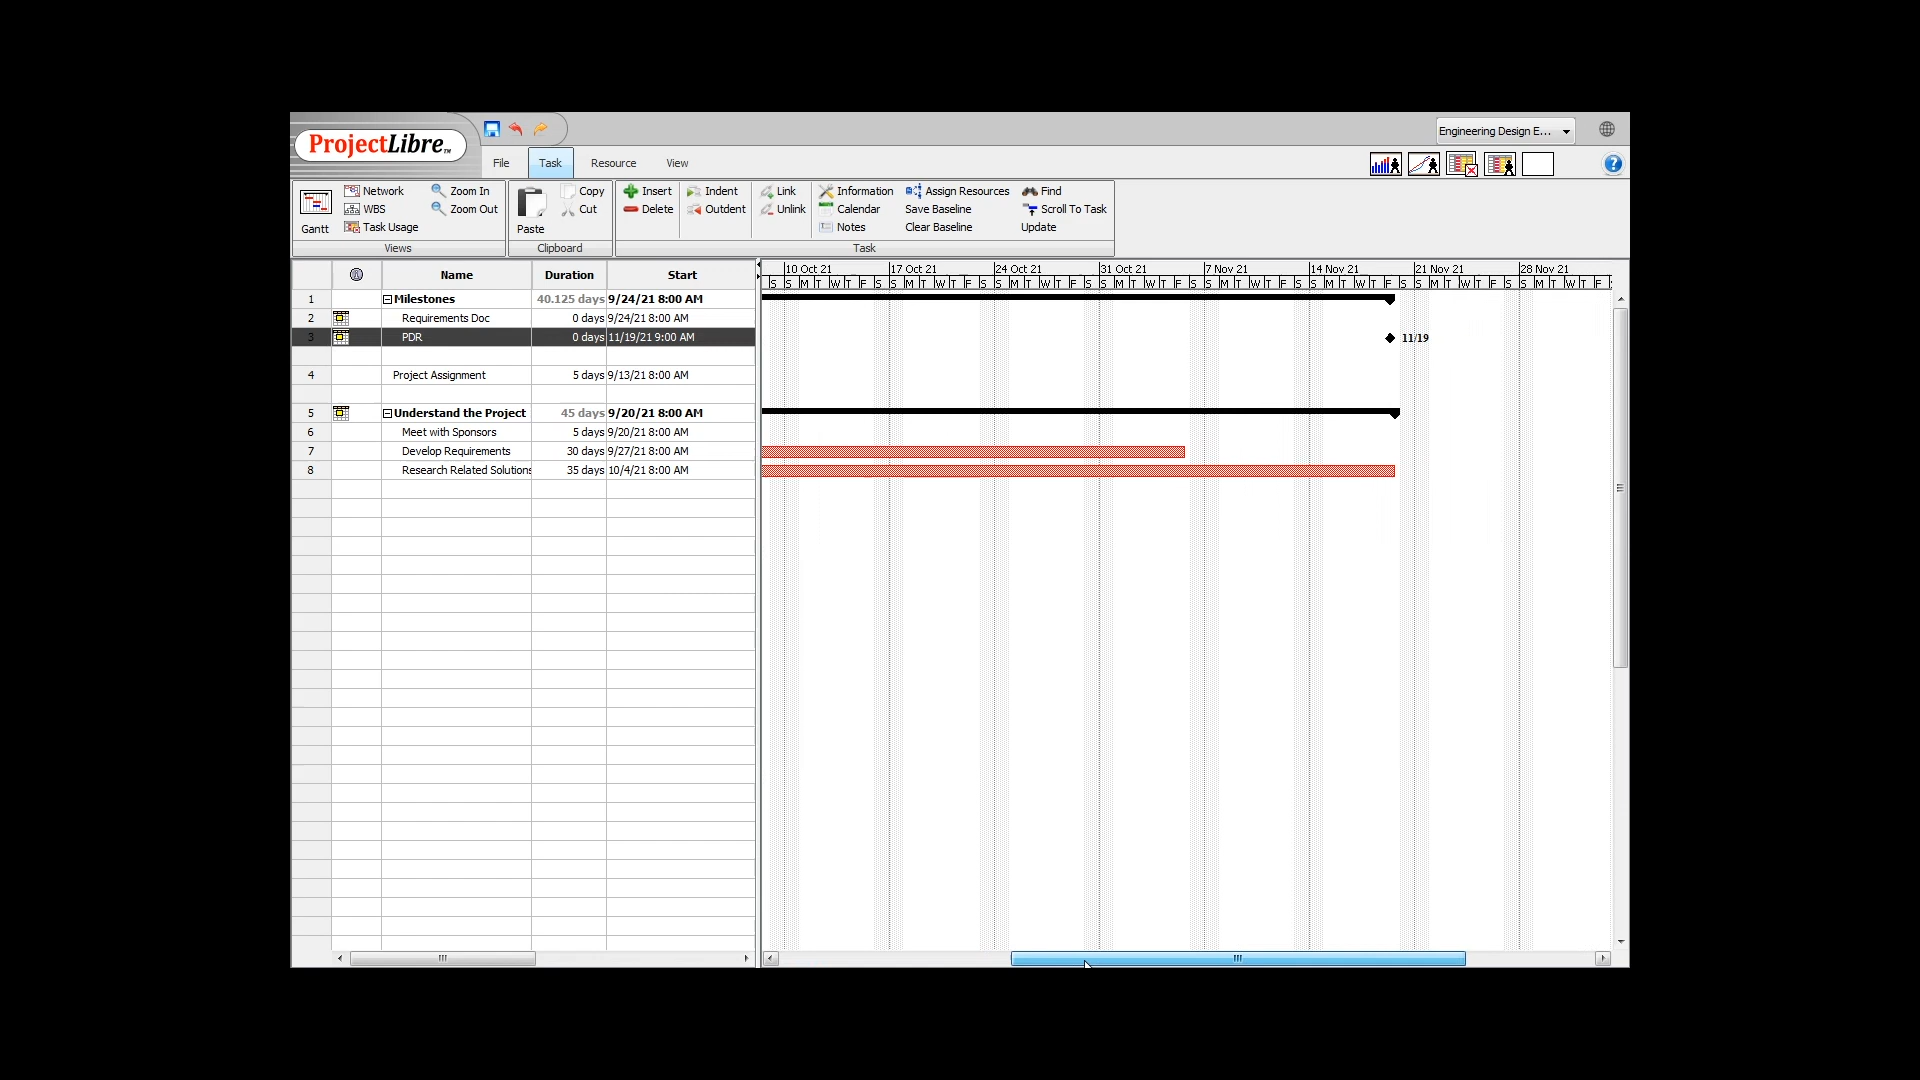 ProjectLibre™
Engineering Design E...
File Task Resource View
Gantt
Network
WBS
Task Usage
Zoom In
Zoom Out
Views
Paste
Copy
Cut
Clipboard
Insert
Delete
Indent
Outdent
Link
Unlink
Information
Calendar
Notes
Assign Resources
Save Baseline
Clear Baseline
Find
Scroll To Task
Update
Task
Name Duration Start
10 Oct 21 17 Oct 21 24 Oct 21 31 Oct 21 7 Nov 21 14 Nov 21 21 Nov 21 28 Nov 21
S S M T W T F S S M T W T F S S M T W T F S S M T W T F S S M T W T F S S M T W T F S S M T W T F S S M T W T F
1 Milestones 40.125 days 9/24/21 8:00 AM
2 Requirements Doc 0 days 9/24/21 8:00 AM
3 PDR 0 days 11/19/21 9:00 AM
11/19
4 Project Assignment 5 days 9/13/21 8:00 AM
5 Understand the Project 45 days 9/20/21 8:00 AM
6 Meet with Sponsors 5 days 9/20/21 8:00 AM
7 Develop Requirements 30 days 9/27/21 8:00 AM
8 Research Related Solutions 35 days 10/4/21 8:00 AM